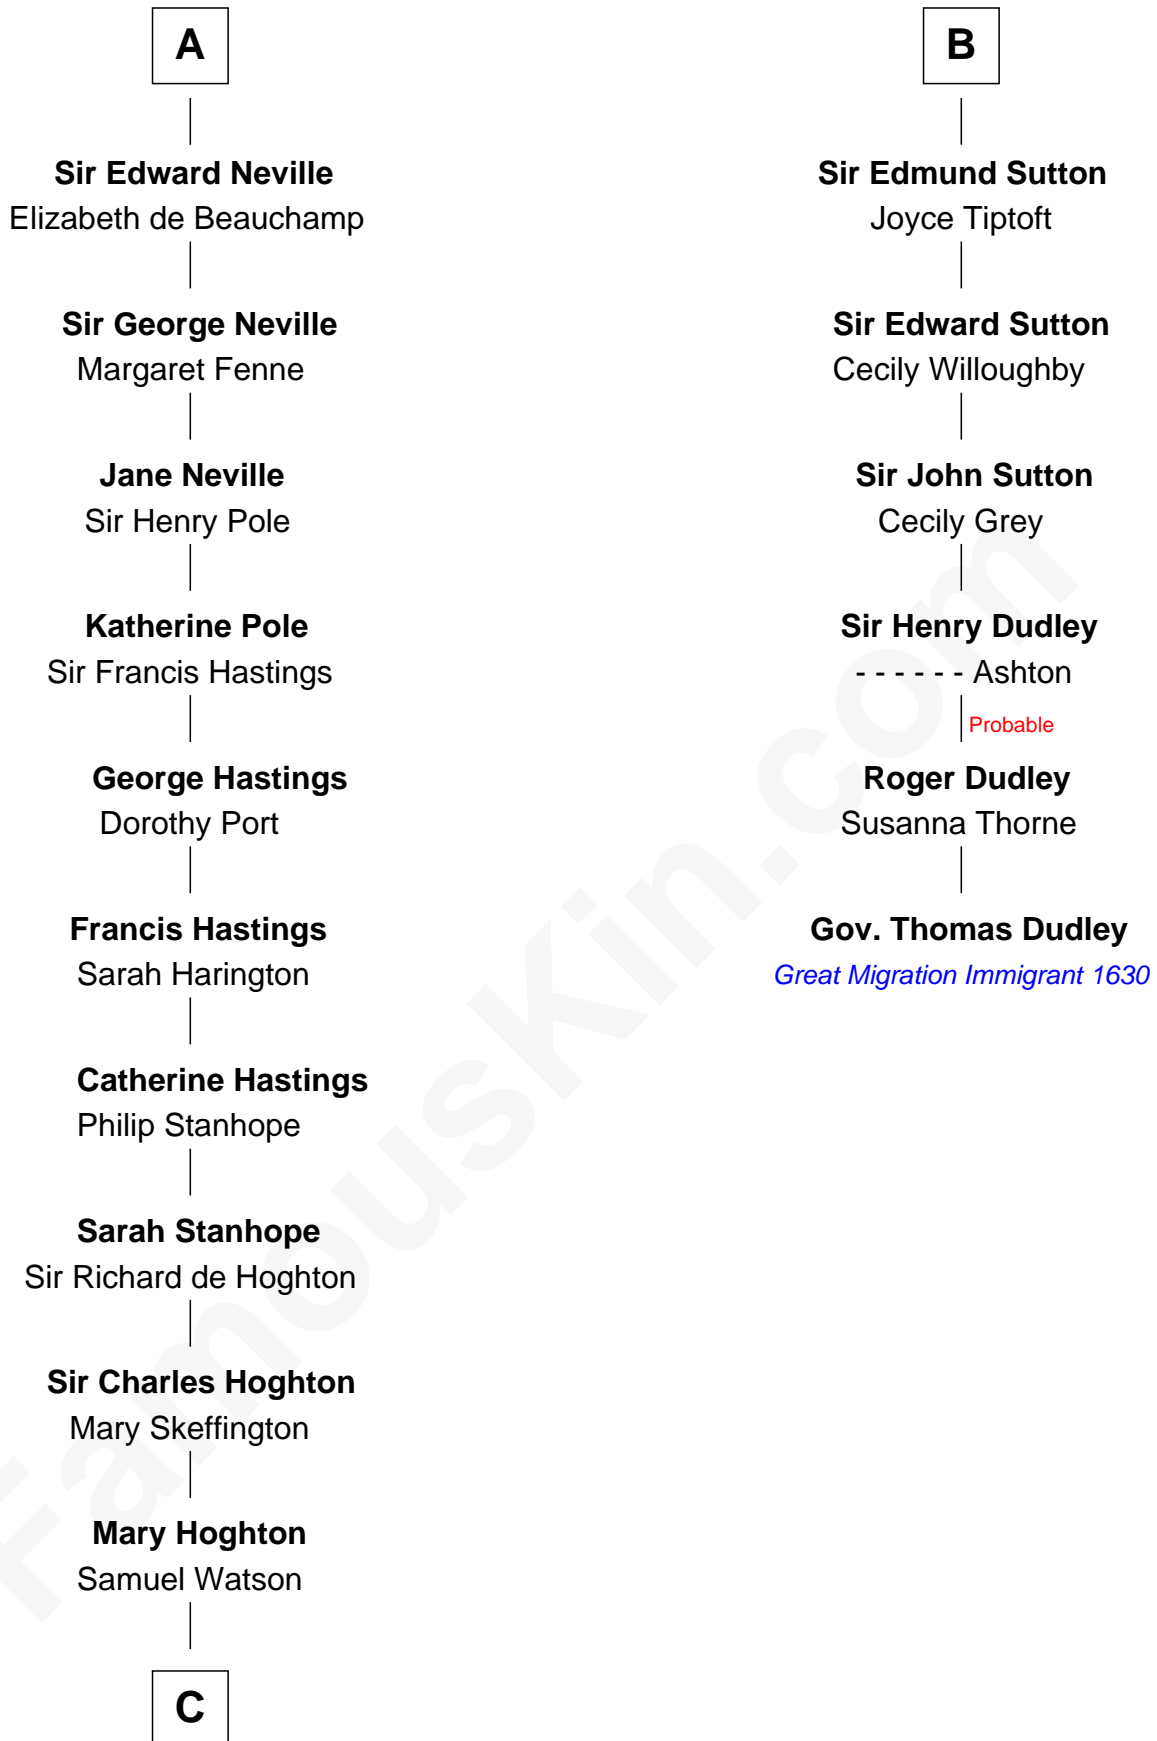 A
Sir Edward Neville
Elizabeth de Beauchamp
Sir George Neville
Margaret Fenne
Jane Neville
Sir Henry Pole
Katherine Pole
Sir Francis Hastings
George Hastings
Dorothy Port
Francis Hastings
Sarah Harington
Catherine Hastings
Philip Stanhope
Sarah Stanhope
Sir Richard de Hoghton
Sir Charles Hoghton
Mary Skeffington
Mary Hoghton
Samuel Watson
C
B
Sir Edmund Sutton
Joyce Tiptoft
Sir Edward Sutton
Cecily Willoughby
Sir John Sutton
Cecily Grey
Sir Henry Dudley
- - - - - - Ashton
Probable
Roger Dudley
Susanna Thorne
Gov. Thomas Dudley
Great Migration Immigrant 1630
FamousKin.com